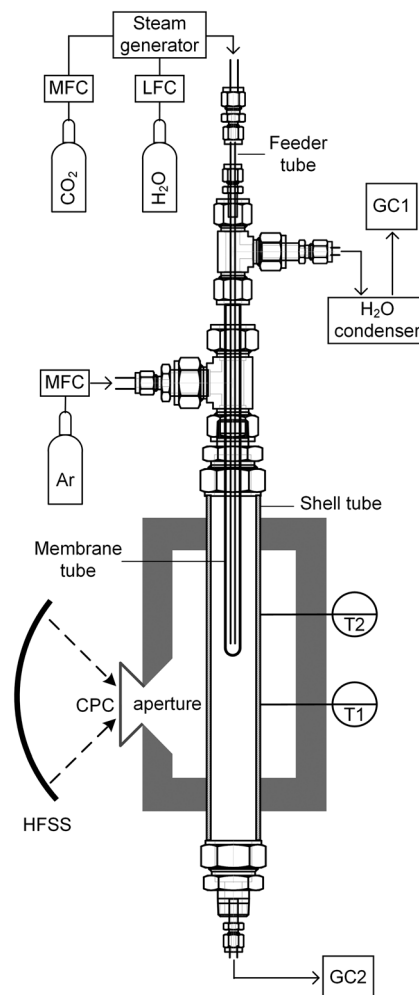 Steam
generator
MFC
LFC
CO₂
H₂O
Feeder
tube
GC1
H₂O
condenser
MFC
Ar
Shell tube
Membrane
tube
T2
CPC
aperture
T1
HFSS
GC2